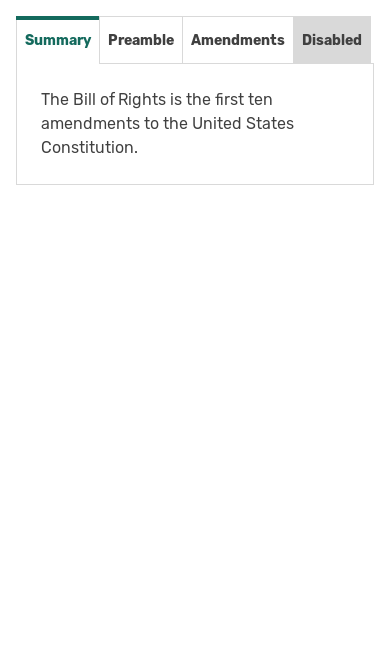 Summary Preamble Amendments Disabled
The Bill of Rights is the first ten
amendments to the United States
Constitution.